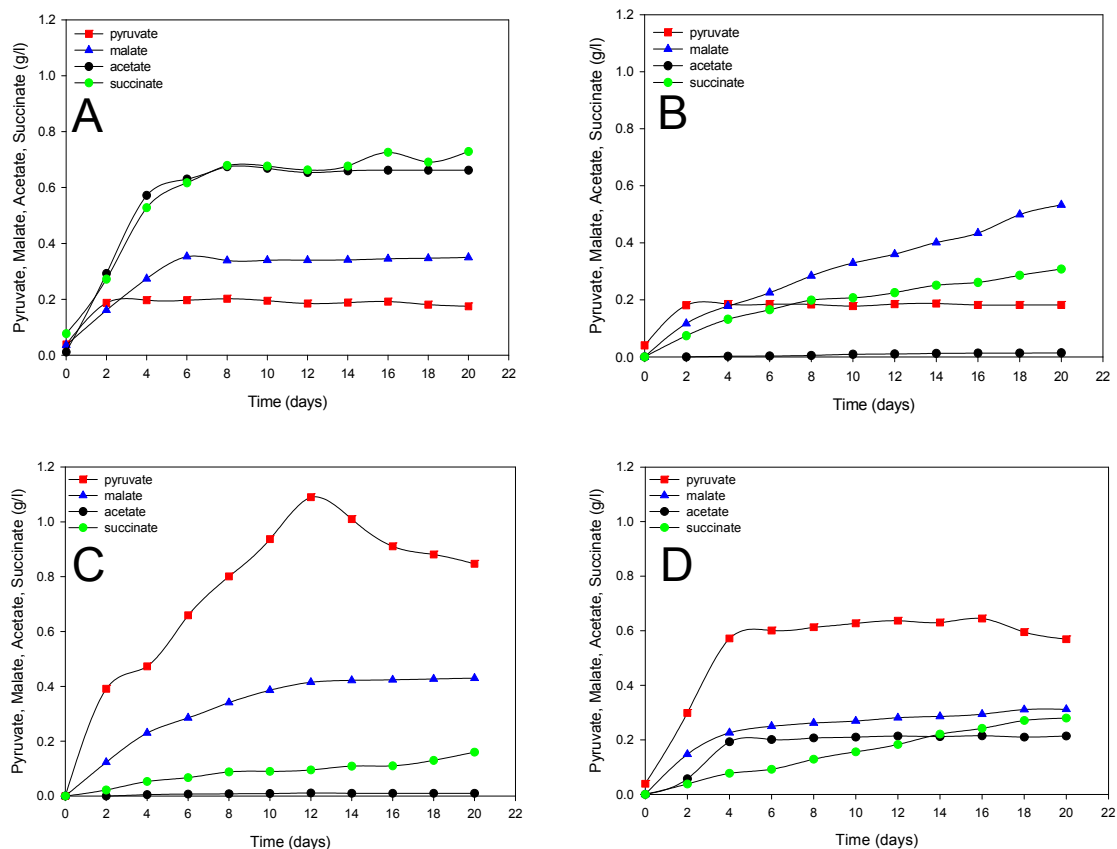 Pyruvate, Malate, Acetate, Succinate (g/l)
1.2
1.0
0.8
0.6
0.4
0.2
0.0
pyruvate
malate
acetate
succinate
A
0 2 4 6 8 10 12 14 16 18 20 22
Time (days)
Pyruvate, Malate, Acetate, Succinate (g/l)
1.2
1.0
0.8
0.6
0.4
0.2
0.0
pyruvate
malate
acetate
succinate
B
0 2 4 6 8 10 12 14 16 18 20 22
Time (days)
Pyruvate, Malate, Acetate, Succinate (g/l)
1.2
1.0
0.8
0.6
0.4
0.2
0.0
pyruvate
malate
acetate
succinate
C
0 2 4 6 8 10 12 14 16 18 20 22
Time (days)
Pyruvate, Malate, Acetate, Succinate (g/l)
1.2
1.0
0.8
0.6
0.4
0.2
0.0
pyruvate
malate
acetate
succinate
D
0 2 4 6 8 10 12 14 16 18 20 22
Time (days)